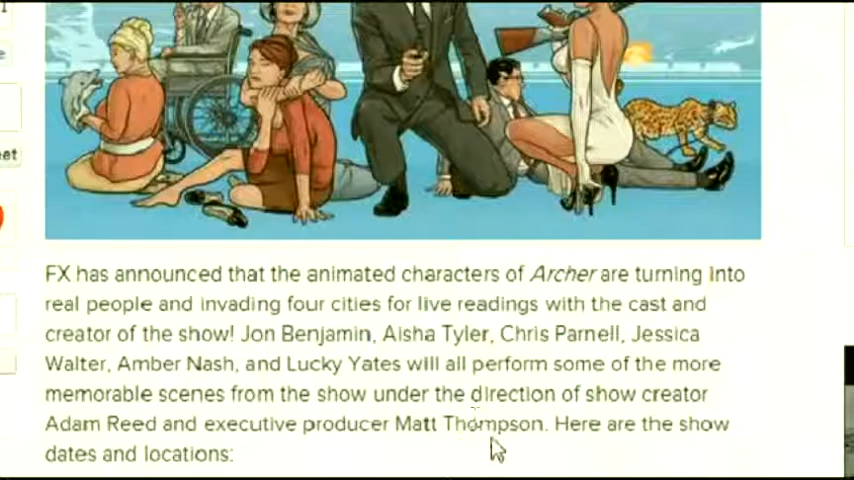 FX has announced that the animated characters of Archer are turning into
real people and invading four cities for live readings with the cast and
creator of the show! Jon Benjamin, Aisha Tyler, Chris Parnell, Jessica
Walter, Amber Nash, and Lucky Yates will all perform some of the more
memorable scenes from the show under the direction of show creator
Adam Reed and executive producer Matt Thompson. Here are the show
dates and locations: